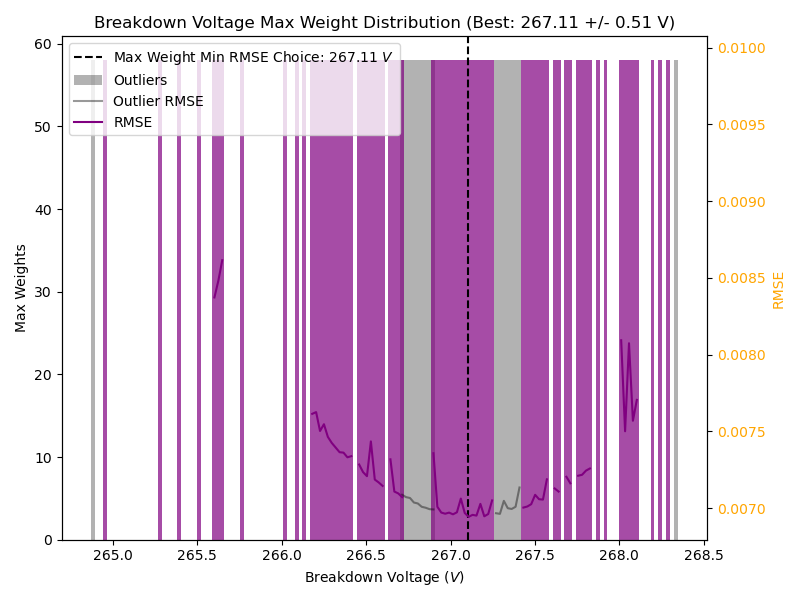 Breakdown Voltage Max Weight Distribution (Best: 267.11 +/- 0.51 V)
Max Weight Min RMSE Choice: 267.11 V
Outliers
Outlier RMSE
RMSE
60
50
40
30
20
10
0
Max Weights
0.0100
0.0095
0.0090
0.0085
0.0080
0.0075
0.0070
RMSE
265.0 265.5 266.0 266.5 267.0 267.5 268.0 268.5
Breakdown Voltage (V)